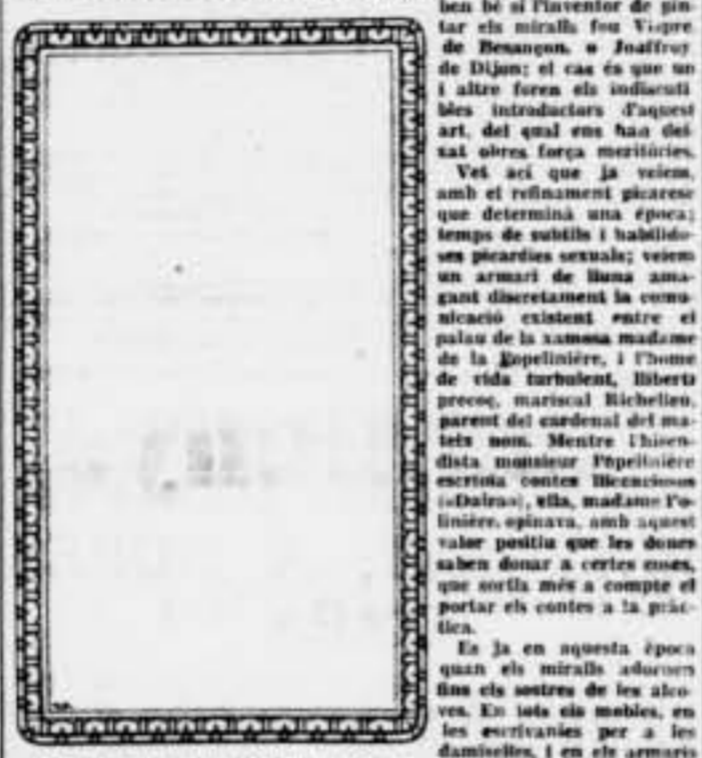 ben bé si l'inventor de pin-
tar els miralls fou Vispre
de Besançon, o Joaffroy
de Dijon; el cas és que un
i altre foren els indiscuti
bles introductors d'aquest
art, del qual ens han dei-
xat obres força meritòries.
Vet ací que ja veiem,
amb el refinament picaresc
que determinà una època;
temps de subtils i habilido-
ses picardies sexuals; veiem
un armari de lluna ama-
gant discretament la comu-
nicació existent entre el
palau de la xamosa madame
de la Popelinière, i l'home
de vida turbulent, llibertí
precoç, mariscal Richelieu,
parent del cardenal del ma-
teix nom. Mentre l'hisen-
dista monsieur Popelinière
escrivia contes llicenciosos
(«Daira»), ella, madame Po-
linière, opinava, amb aquest
valor positiu que les dones
saben donar a certes coses,
que sortia més a compte el
portar els contes a la pràc-
tica.
Es ja en aquesta època
quan els miralls adornen
fins els sostres de les alco-
ves. En tots els mobles, en
les escrivanies per a les
damisel·les, i en els armaris